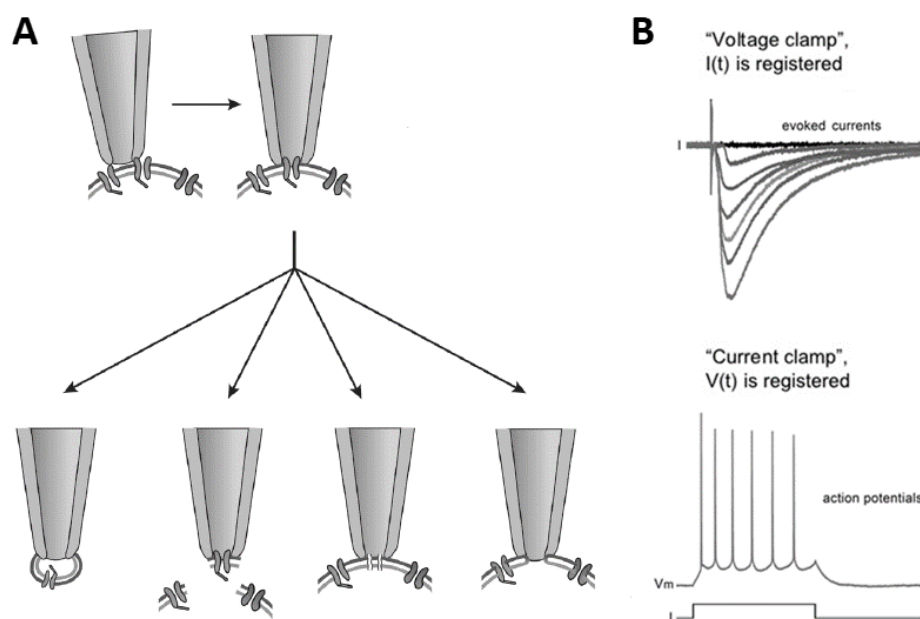 A
B
"Voltage clamp",
I(t) is registered
evoked currents
I
"Current clamp",
V(t) is registered
action potentials
Vm
I